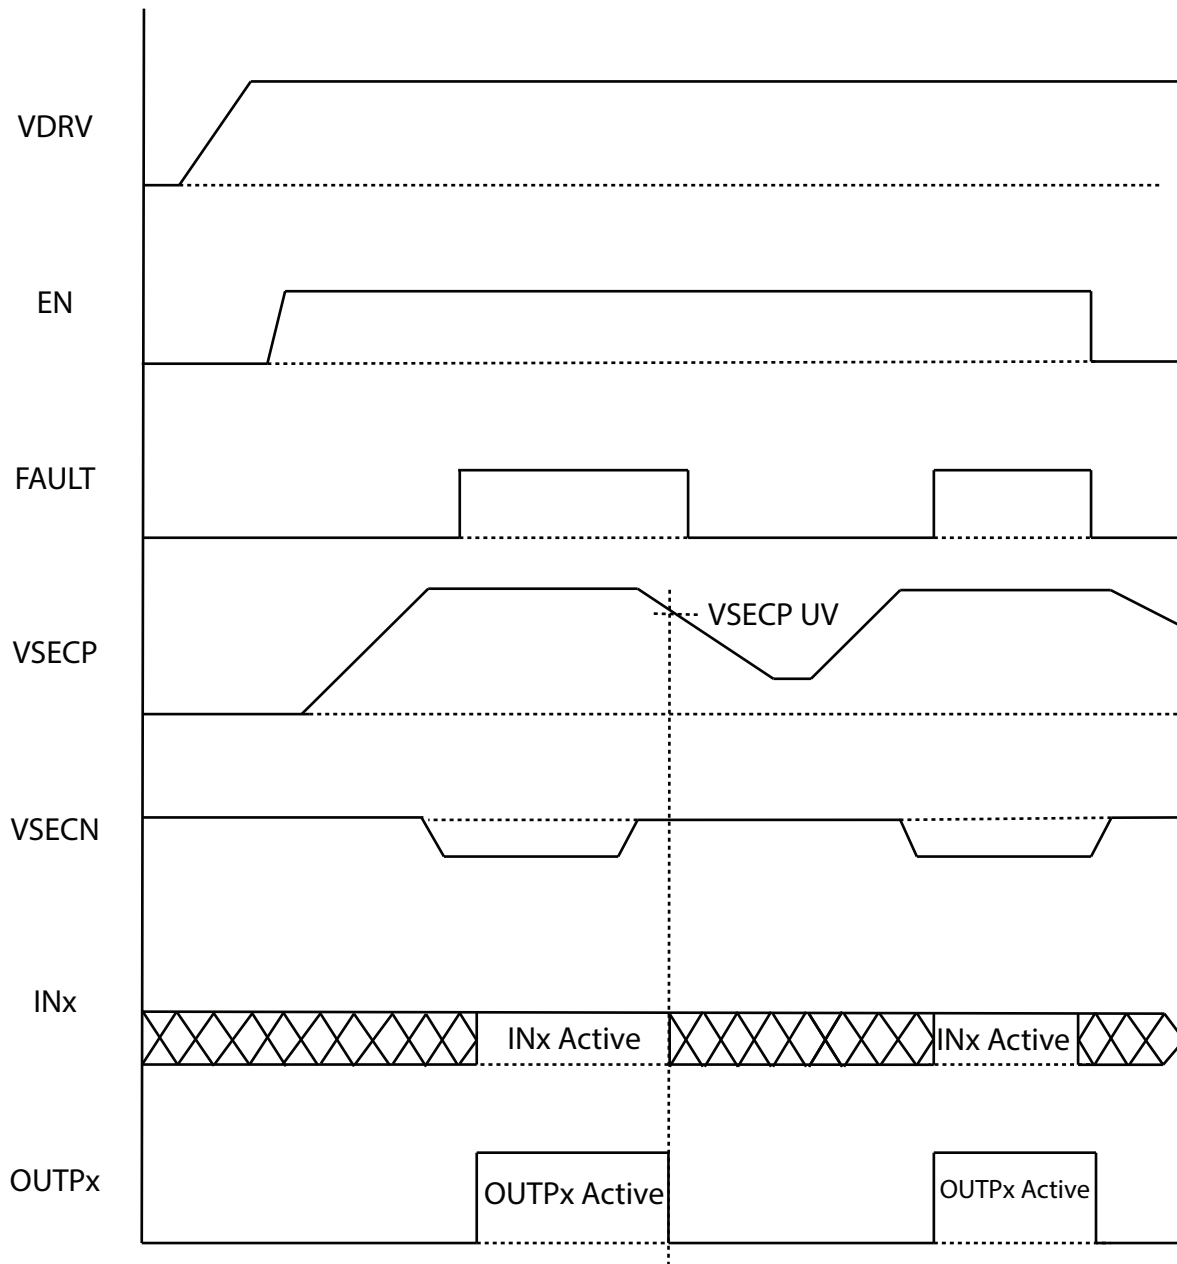 VDRV
EN
FAULT
VSECP UV
VSECP
VSECN
INx
INx Active
INx Active
OUTPx
OUTPx Active
OUTPx Active